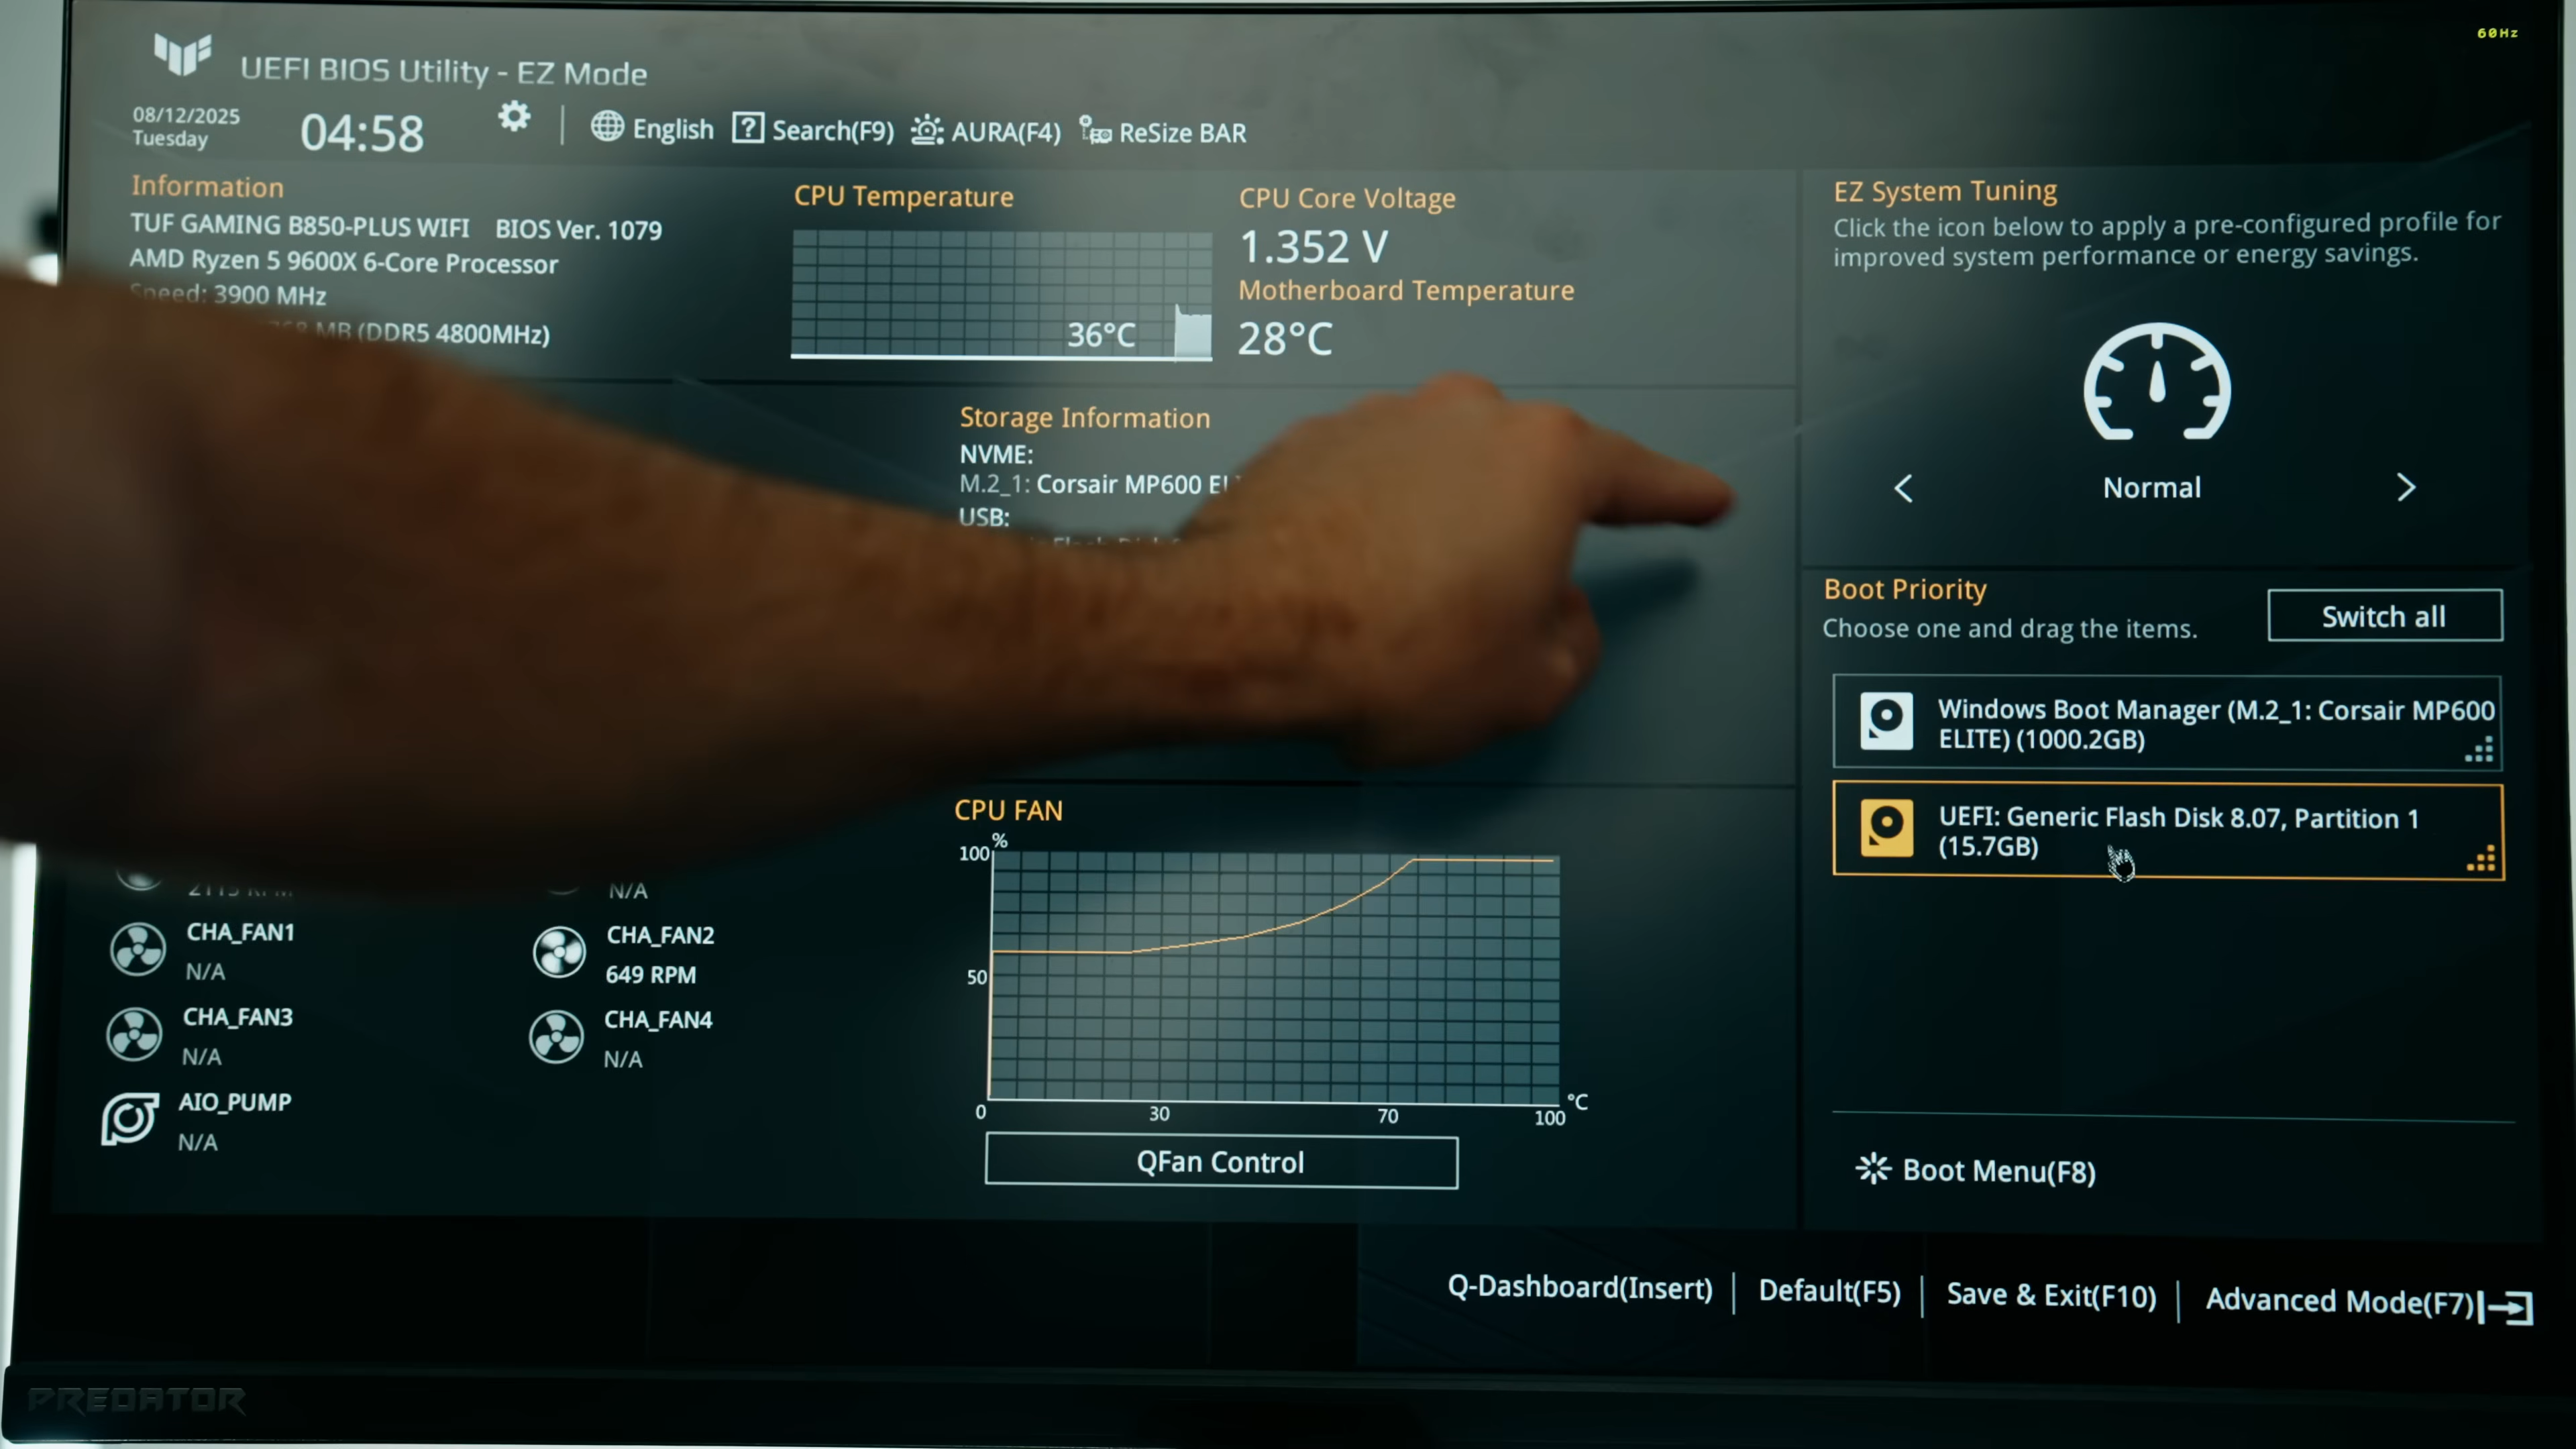 60Hz
UEFI BIOS Utility - EZ Mode
08/12/2025
Tuesday
04:58
English
Search(F9)
AURA(F4)
ReSize BAR
Information
TUF GAMING B850-PLUS WIFI BIOS Ver. 1079
AMD Ryzen 5 9600X 6-Core Processor
Speed: 3900 MHz
MB (DDR5 4800MHz)
CPU Temperature
36°C
CPU Core Voltage
1.352 V
Motherboard Temperature
28°C
EZ System Tuning
Click the icon below to apply a pre-configured profile for
improved system performance or energy savings.
Normal
Storage Information
NVME:
M.2_1: Corsair MP600
USB:
Boot Priority
Choose one and drag the items.
Switch all
Windows Boot Manager (M.2_1: Corsair MP600
ELITE) (1000.2GB)
UEFI: Generic Flash Disk 8.07, Partition 1
(15.7GB)
N/A
CHA_FAN1
N/A
CHA_FAN2
649 RPM
CHA_FAN3
N/A
CHA_FAN4
N/A
AIO_PUMP
N/A
CPU FAN
%
100
50
0
30
70
100
°C
QFan Control
Boot Menu(F8)
Q-Dashboard(Insert)
Default(F5)
Save & Exit(F10)
Advanced Mode(F7)
PREDATOR